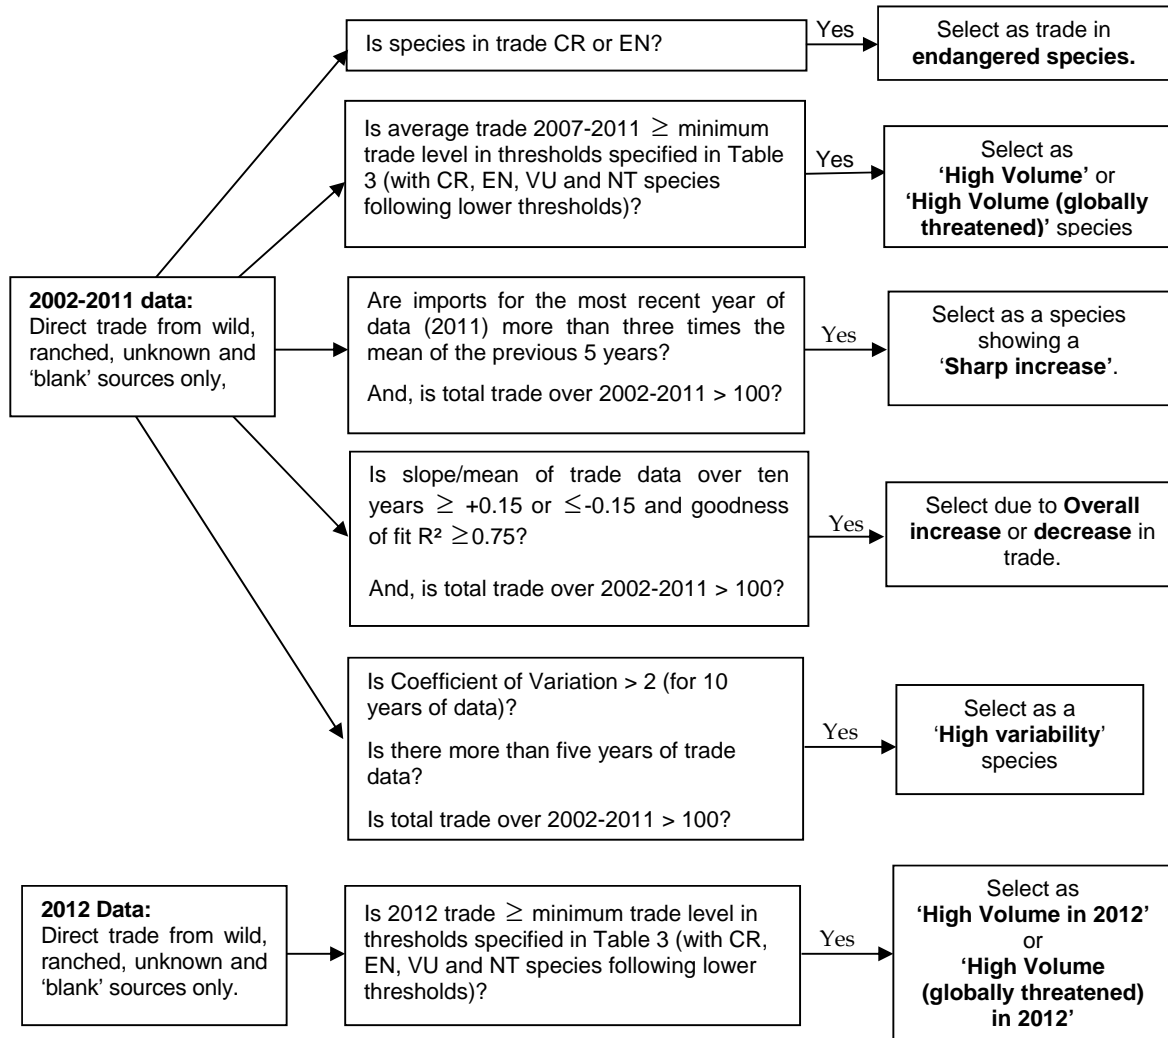 Is species in trade CR or EN?
Yes
Select as trade in
endangered species.
Is average trade 2007-2011 ≥ minimum
trade level in thresholds specified in Table
3 (with CR, EN, VU and NT species
following lower thresholds)?
Yes
Select as
‘High Volume’ or
‘High Volume (globally
threatened)’ species
2002-2011 data:
Direct trade from wild,
ranched, unknown and
‘blank’ sources only,
Are imports for the most recent year of
data (2011) more than three times the
mean of the previous 5 years?
And, is total trade over 2002-2011 > 100?
Yes
Select as a species
showing a
‘Sharp increase’.
Is slope/mean of trade data over ten
years ≥ +0.15 or ≤-0.15 and goodness
of fit R² ≥0.75?
And, is total trade over 2002-2011 > 100?
Yes
Select due to Overall
increase or decrease in
trade.
Is Coefficient of Variation > 2 (for 10
years of data)?
Is there more than five years of trade
data?
Is total trade over 2002-2011 > 100?
Yes
Select as a
‘High variability’
species
2012 Data:
Direct trade from wild,
ranched, unknown and
‘blank’ sources only.
Is 2012 trade ≥ minimum trade level in
thresholds specified in Table 3 (with CR,
EN, VU and NT species following lower
thresholds)?
Yes
Select as
‘High Volume in 2012’
or
‘High Volume
(globally threatened)
in 2012’